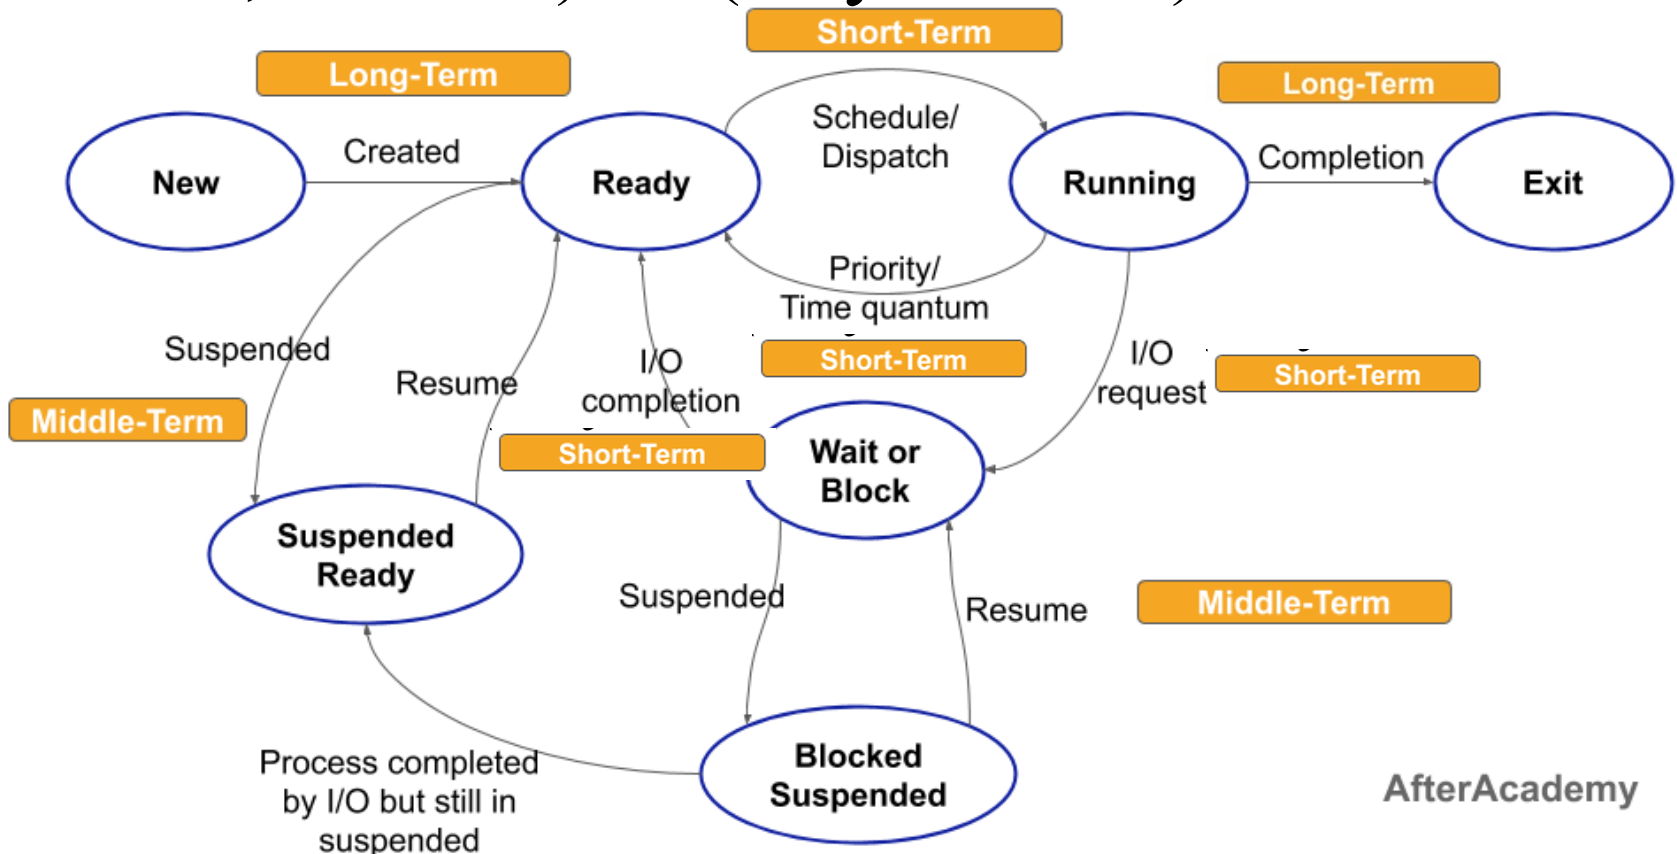 Short-Term
Long-Term
Long-Term
Schedule/
Dispatch
Created
Completion
New
Ready
Running
Exit
Priority/
Time quantum
Suspended
Resume
I/O
completion
Short-Term
I/O
request
Short-Term
Middle-Term
Short-Term
Wait or
Block
Suspended
Ready
Suspended
Resume
Middle-Term
Process completed
by I/O but still in
suspended
Blocked
Suspended
AfterAcademy